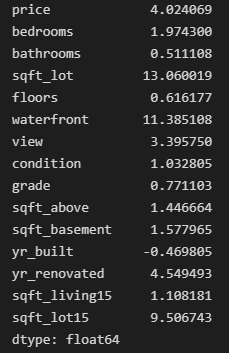 price 4.024069
bedrooms 1.974300
bathrooms 0.511108
sqft_lot 13.060019
floors 0.616177
waterfront 11.385108
view 3.395750
condition 1.032805
grade 0.771103
sqft_above 1.446664
sqft_basement 1.577965
yr_built -0.469805
yr_renovated 4.549493
sqft_living15 1.108181
sqft_lot15 9.506743
dtype: float64